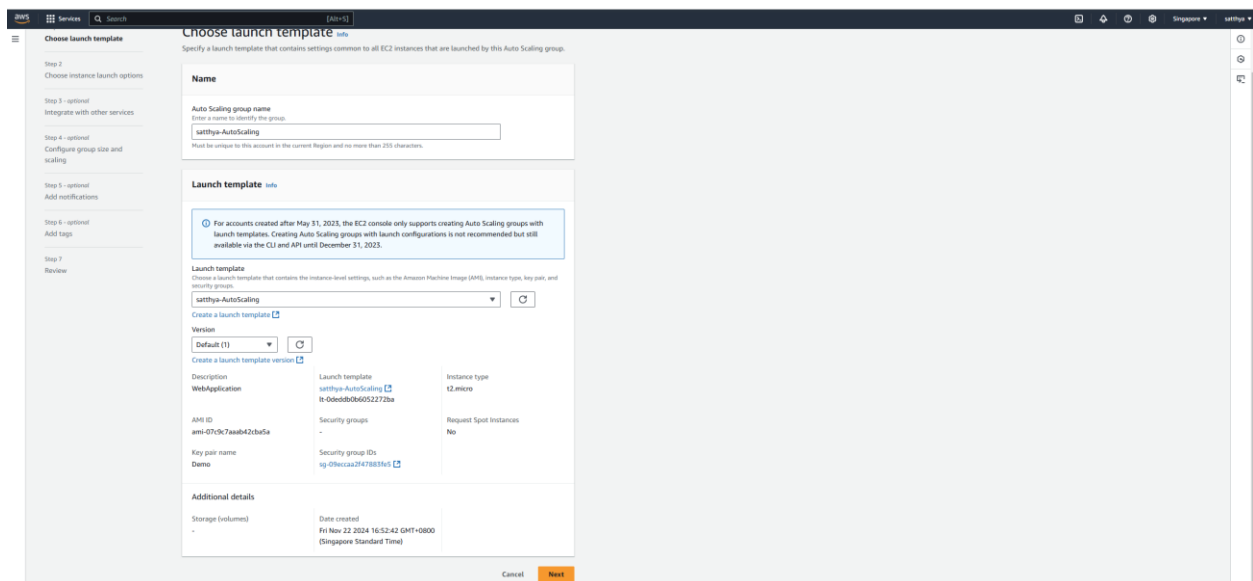 aws
Services
Search
[Alt+S]
Singapore
satthya
Choose launch template
Step 2
Choose instance launch options
Step 3 - optional
Integrate with other services
Step 4 - optional
Configure group size and
scaling
Step 5 - optional
Add notifications
Step 6 - optional
Add tags
Step 7
Review
Choose launch template Info
Specify a launch template that contains settings common to all EC2 instances that are launched by this Auto Scaling group.
Name
Auto Scaling group name
Enter a name to identify the group.
satthya-AutoScaling
Must be unique to this account in the current Region and no more than 255 characters.
Launch template Info
For accounts created after May 31, 2023, the EC2 console only supports creating Auto Scaling groups with
launch templates. Creating Auto Scaling groups with launch configurations is not recommended but still
available via the CLI and API until December 31, 2023.
Launch template
Choose a launch template that contains the instance-level settings, such as the Amazon Machine Image (AMI), instance type, key pair, and
security groups.
satthya-AutoScaling
Create a launch template
Version
Default (1)
Create a launch template version
Description
WebApplication
Launch template
satthya-AutoScaling
lt-0deddb0b6052272ba
Instance type
t2.micro
AMI ID
ami-07c9c7aaab42cba5a
Security groups
-
Request Spot Instances
No
Key pair name
Demo
Security group IDs
sg-09eccaa2f47883fe5
Additional details
Storage (volumes)
-
Date created
Fri Nov 22 2024 16:52:42 GMT+0800
(Singapore Standard Time)
Cancel
Next